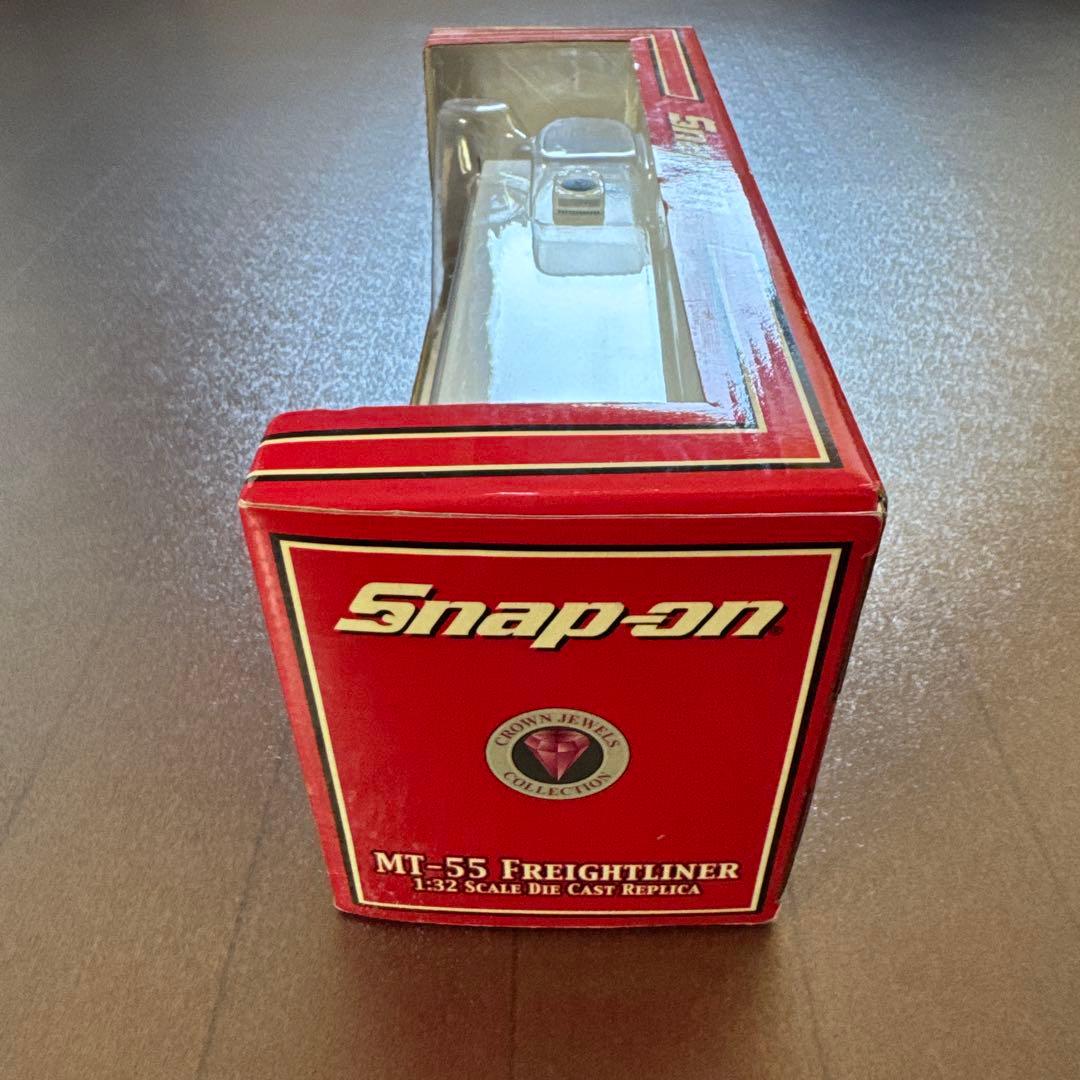 Snap-on
CROWN JEWELS
COLLECTION
MT-55 FREIGHTLINER
1:32 SCALE DIE CAST REPLICA